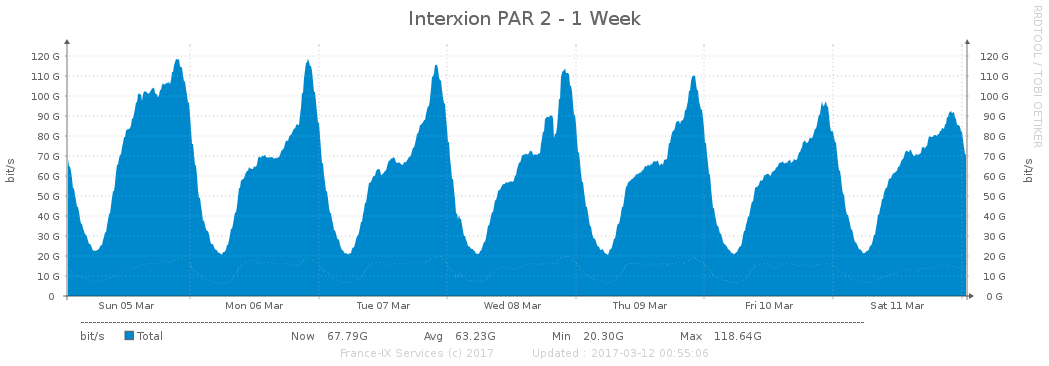 Interxion PAR 2 - 1 Week
RRDTOOL / TOBI OETIKER
bit/s
120 G 120 G
110 G 110 G
100 G 100 G
90 G 90 G
80 G 80 G
70 G 70 G
60 G 60 G
50 G 50 G
40 G 40 G
30 G 30 G
20 G 20 G
10 G 10 G
0 0 G
bit/s
Sun 05 Mar Mon 06 Mar Tue 07 Mar Wed 08 Mar Thu 09 Mar Fri 10 Mar Sat 11 Mar
bit/s Total Now 67.79G Avg 63.23G Min 20.30G Max 118.64G
France-IX Services (c) 2017 Updated : 2017-03-12 00:55:06